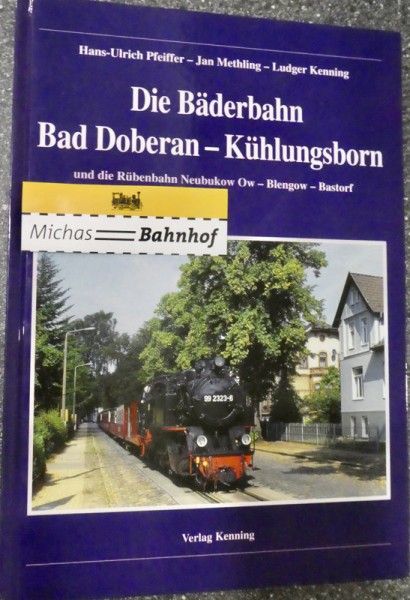 Hans-Ulrich Pfeiffer – Jan Methling – Ludger Kenning
Die Bäderbahn
Bad Doberan – Kühlungsborn
und die Rübenbahn Neubukow Ow – Blengow – Bastorf
Michas Bahnhof
99 2323-6
Verlag Kenning